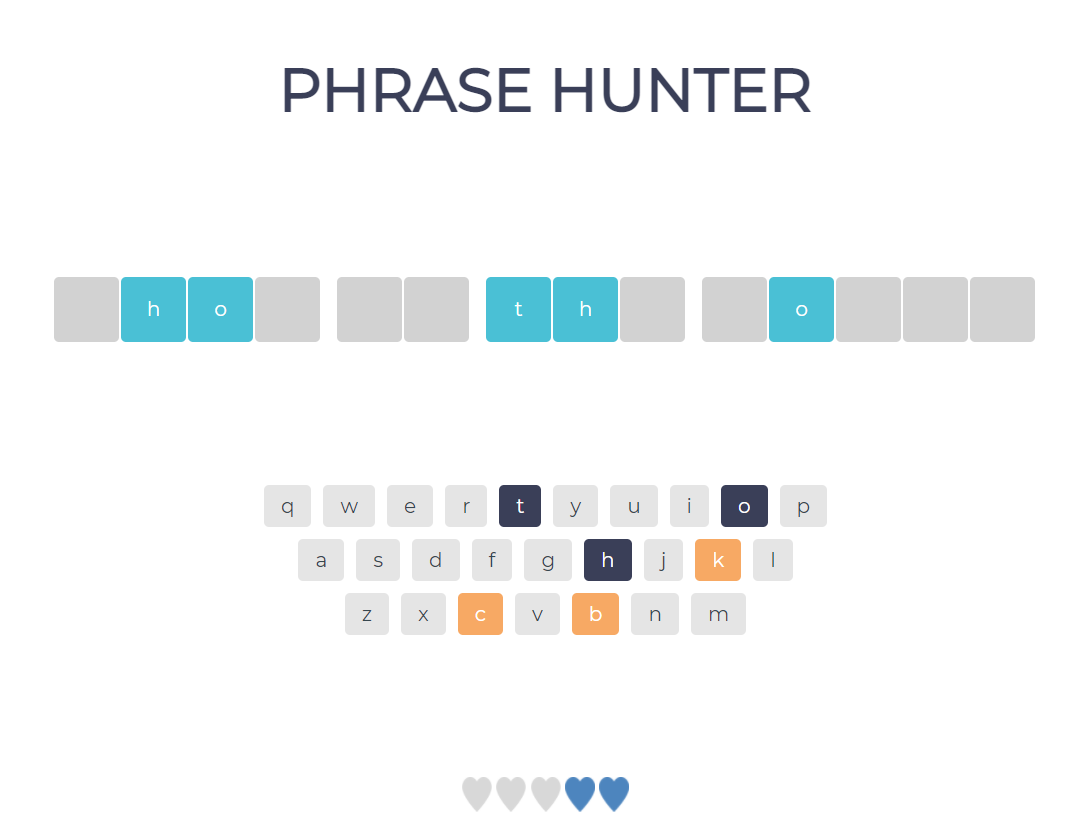 PHRASE HUNTER
h o t h o
q w e r t y u i o p
a s d f g h j k l
z x c v b n m